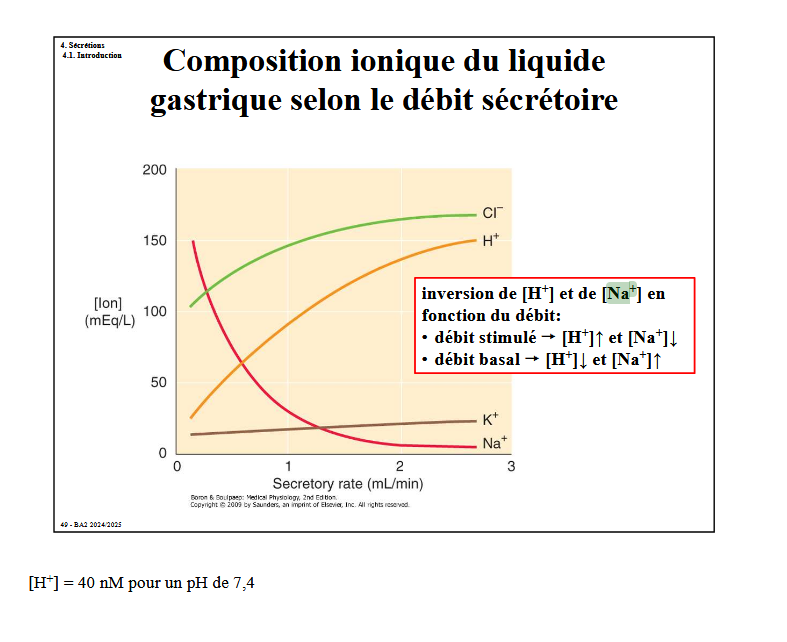 4. Sécrétions
4.1. Introduction
Composition ionique du liquide
gastrique selon le débit sécrétoire
200
150
100
50
0
[Ion]
(mEq/L)
Cl⁻
H⁺
K⁺
Na⁺
inversion de [H⁺] et de [Na⁺] en
fonction du débit:
• débit stimulé → [H⁺]↑ et [Na⁺]↓
• débit basal → [H⁺]↓ et [Na⁺]↑
0 1 2 3
Secretory rate (mL/min)
Boron & Boulpaep: Medical Physiology, 2nd Edition.
Copyright © 2009 by Saunders, an imprint of Elsevier, Inc. All rights reserved.
49 - BA2 2024/2025
[H⁺] = 40 nM pour un pH de 7,4